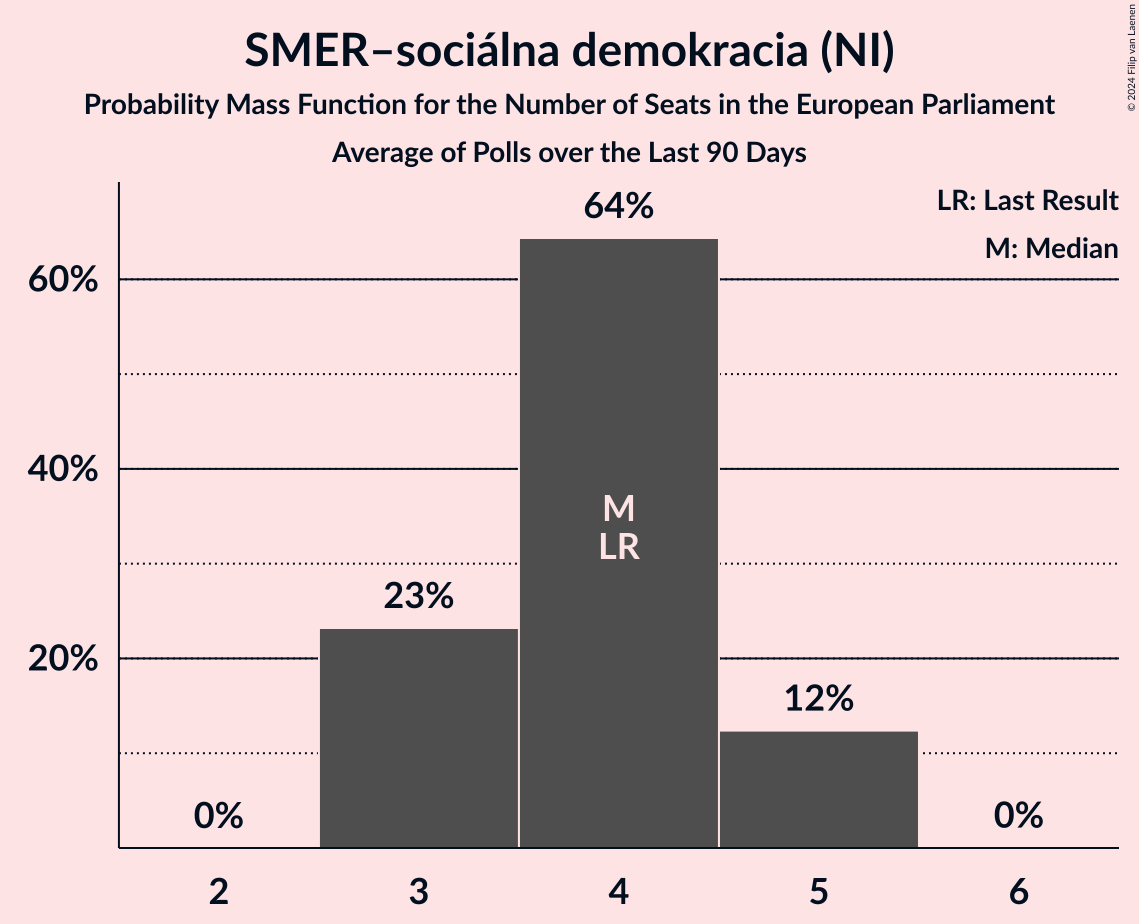 SMER–sociálna demokracia (NI)
Probability Mass Function for the Number of Seats in the European Parliament
Average of Polls over the Last 90 Days
© 2024 Filip van Laenen
LR: Last Result
M: Median
64%
60%
40%
M
LR
23%
20%
12%
0%
0%
2
3
4
5
6